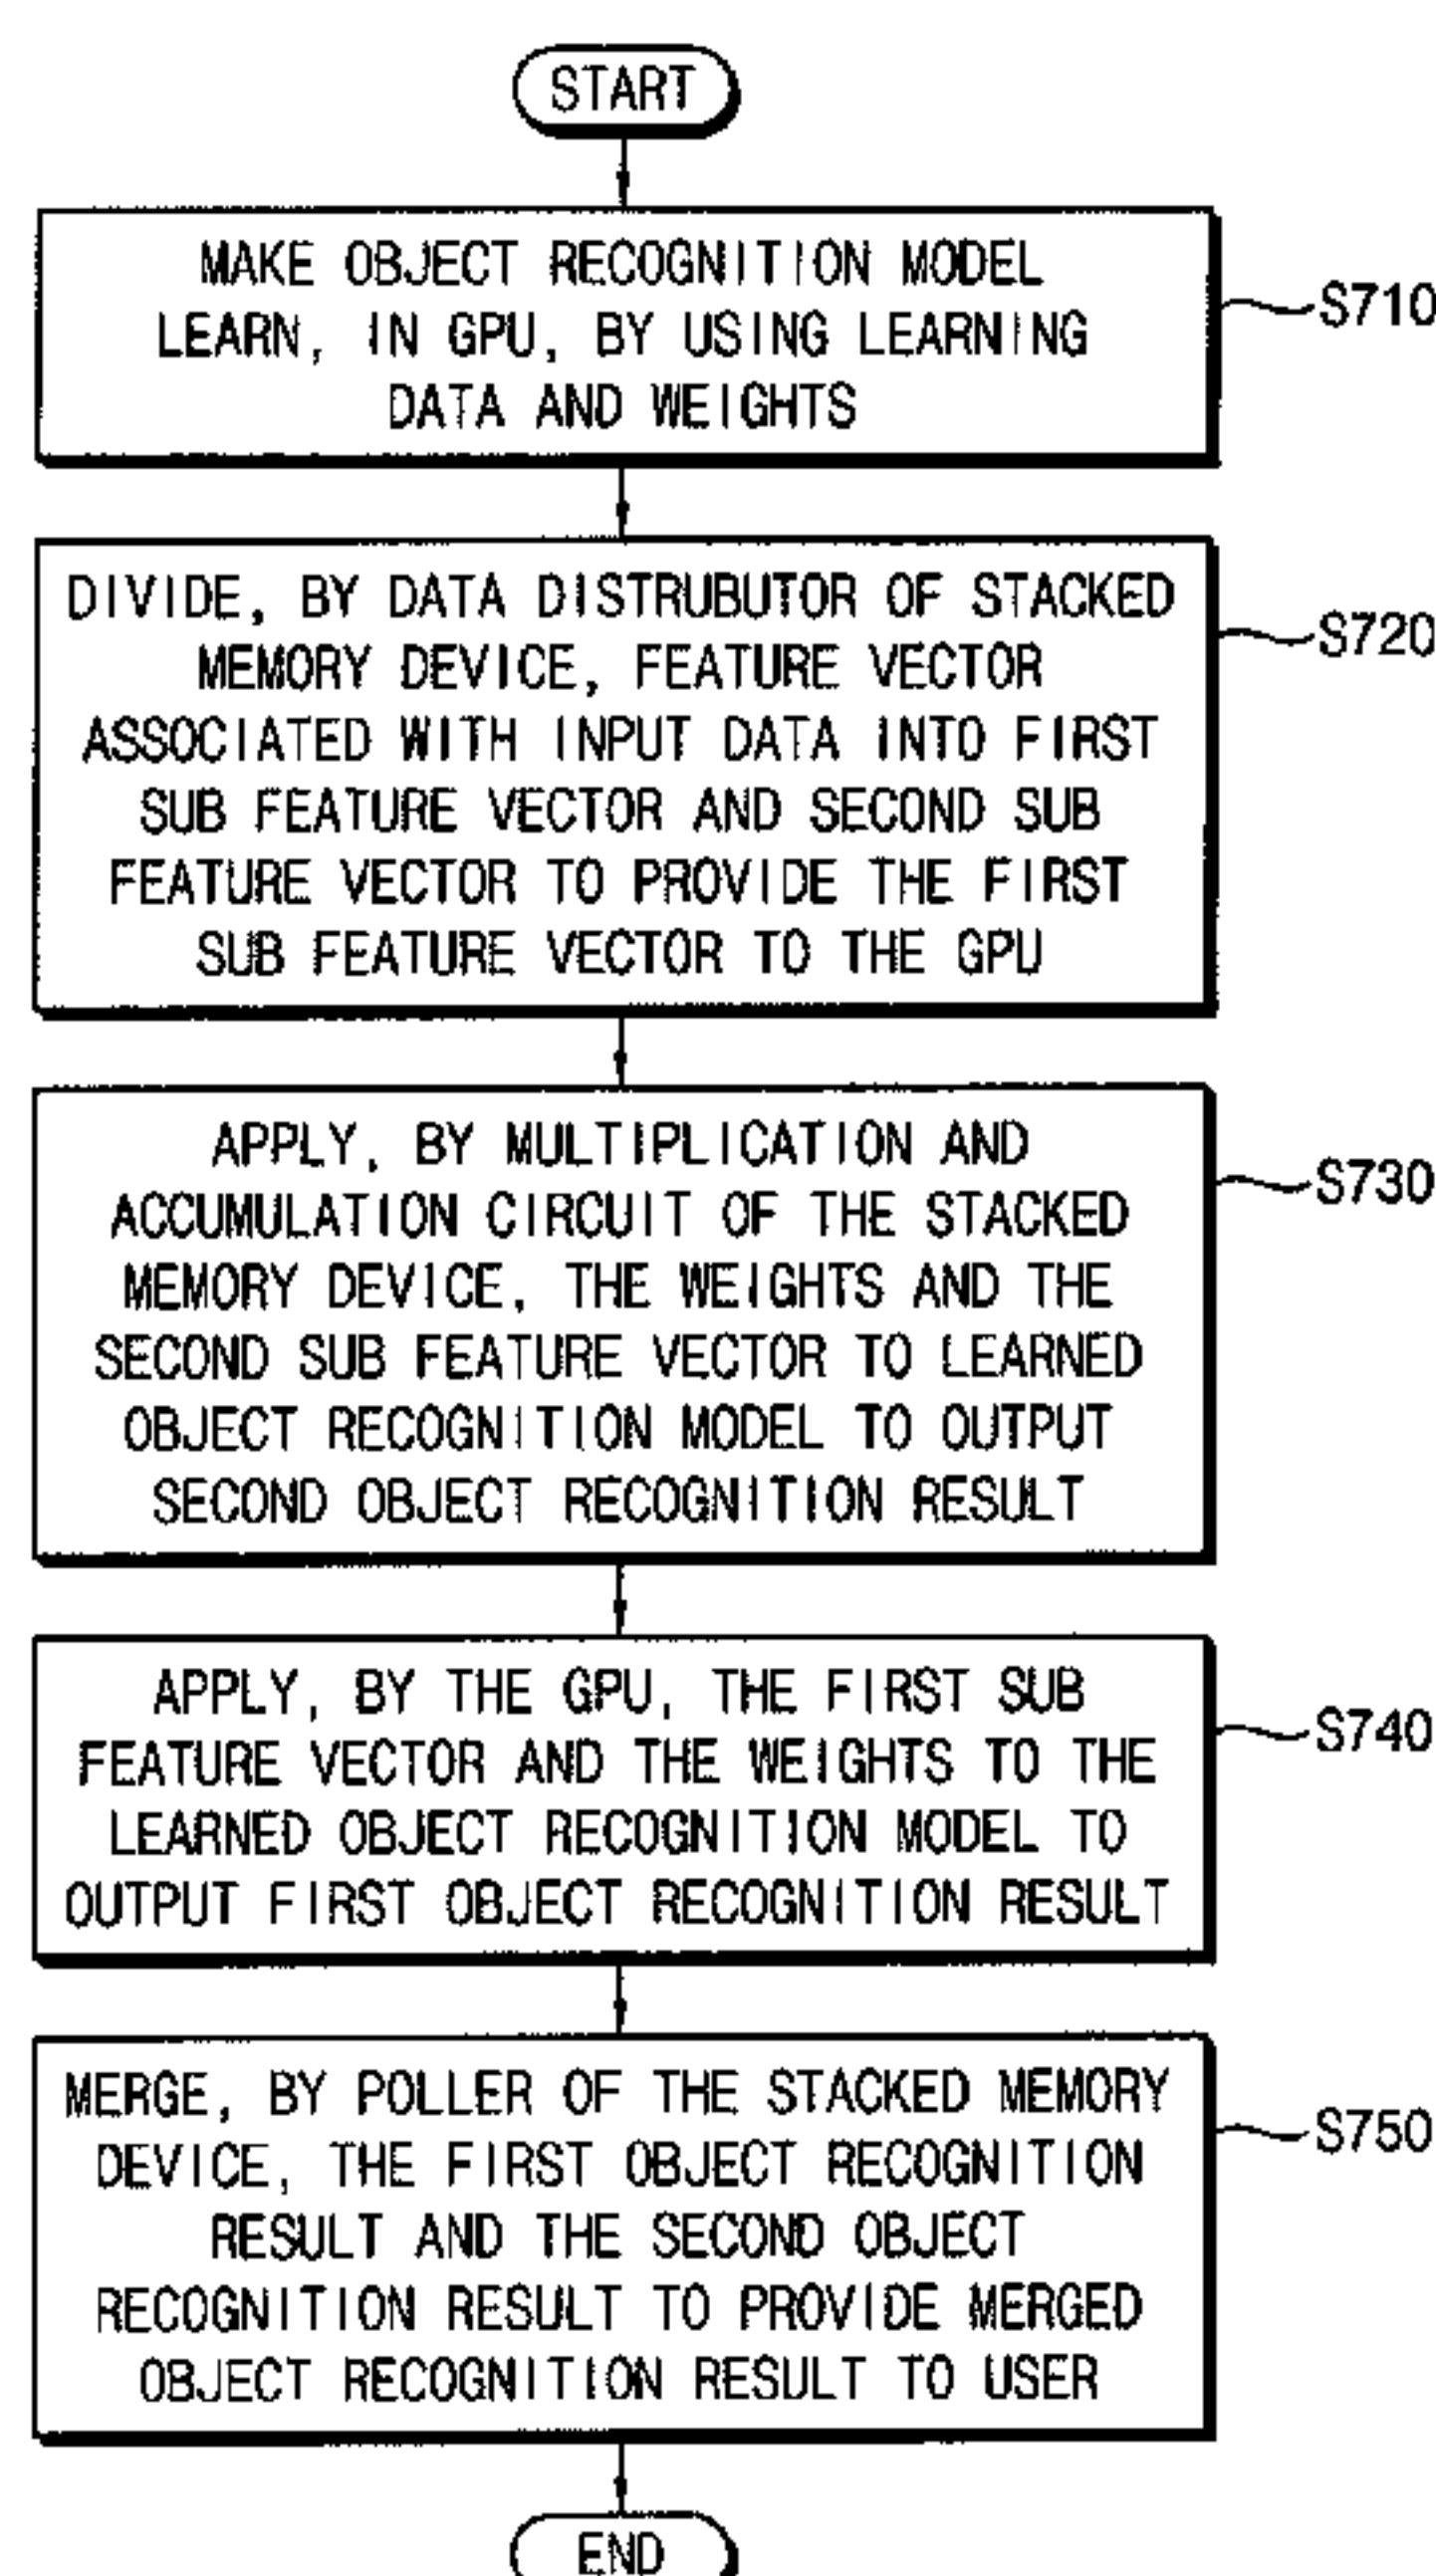 START
MAKE OBJECT RECOGNITION MODEL
LEARN, IN GPU, BY USING LEARNING
DATA AND WEIGHTS
S710
DIVIDE, BY DATA DISTRUBUTOR OF STACKED
MEMORY DEVICE, FEATURE VECTOR
ASSOCIATED WITH INPUT DATA INTO FIRST
SUB FEATURE VECTOR AND SECOND SUB
FEATURE VECTOR TO PROVIDE THE FIRST
SUB FEATURE VECTOR TO THE GPU
S720
APPLY, BY MULTIPLICATION AND
ACCUMULATION CIRCUIT OF THE STACKED
MEMORY DEVICE, THE WEIGHTS AND THE
SECOND SUB FEATURE VECTOR TO LEARNED
OBJECT RECOGNITION MODEL TO OUTPUT
SECOND OBJECT RECOGNITION RESULT
S730
APPLY, BY THE GPU, THE FIRST SUB
FEATURE VECTOR AND THE WEIGHTS TO THE
LEARNED OBJECT RECOGNITION MODEL TO
OUTPUT FIRST OBJECT RECOGNITION RESULT
S740
MERGE, BY POLLER OF THE STACKED MEMORY
DEVICE, THE FIRST OBJECT RECOGNITION
RESULT AND THE SECOND OBJECT
RECOGNITION RESULT TO PROVIDE MERGED
OBJECT RECOGNITION RESULT TO USER
S750
END